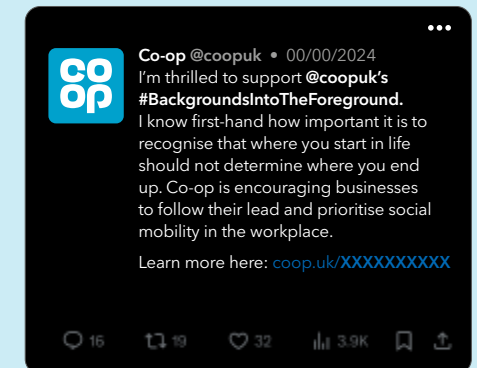 co
op
Co-op @coopuk • 00/00/2024
I’m thrilled to support @coopuk’s
#BackgroundsIntoTheForeground.
I know first-hand how important it is to
recognise that where you start in life
should not determine where you end
up. Co-op is encouraging businesses
to follow their lead and prioritise social
mobility in the workplace.
Learn more here: coop.uk/XXXXXXXXXX
16 19 32 3.9K